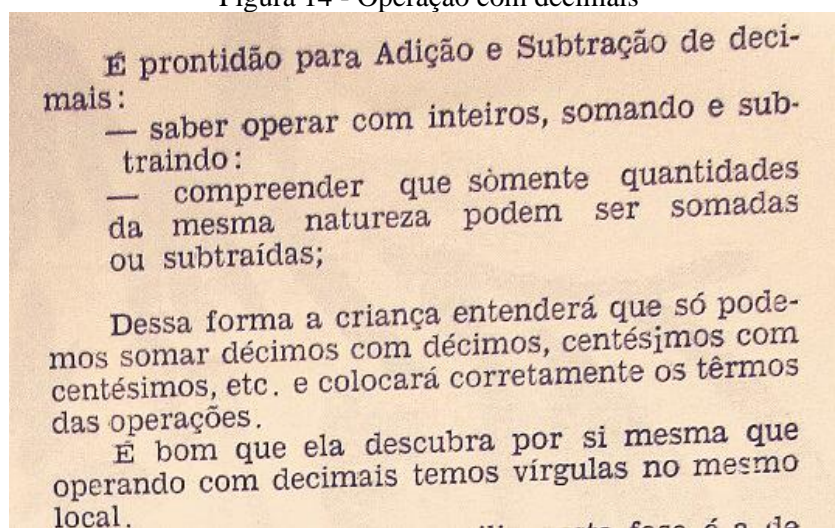 Figura 14 - Operação com decimais
É prontidão para Adição e Subtração de deci-
mais:
— saber operar com inteiros, somando e sub-
traindo:
— compreender que sòmente quantidades
da mesma natureza podem ser somadas
ou subtraídas;
Dessa forma a criança entenderá que só pode-
mos somar décimos com décimos, centésimos com
centésimos, etc. e colocará corretamente os têrmos
das operações.
É bom que ela descubra por si mesma que
operando com decimais temos vírgulas no mesmo
local.